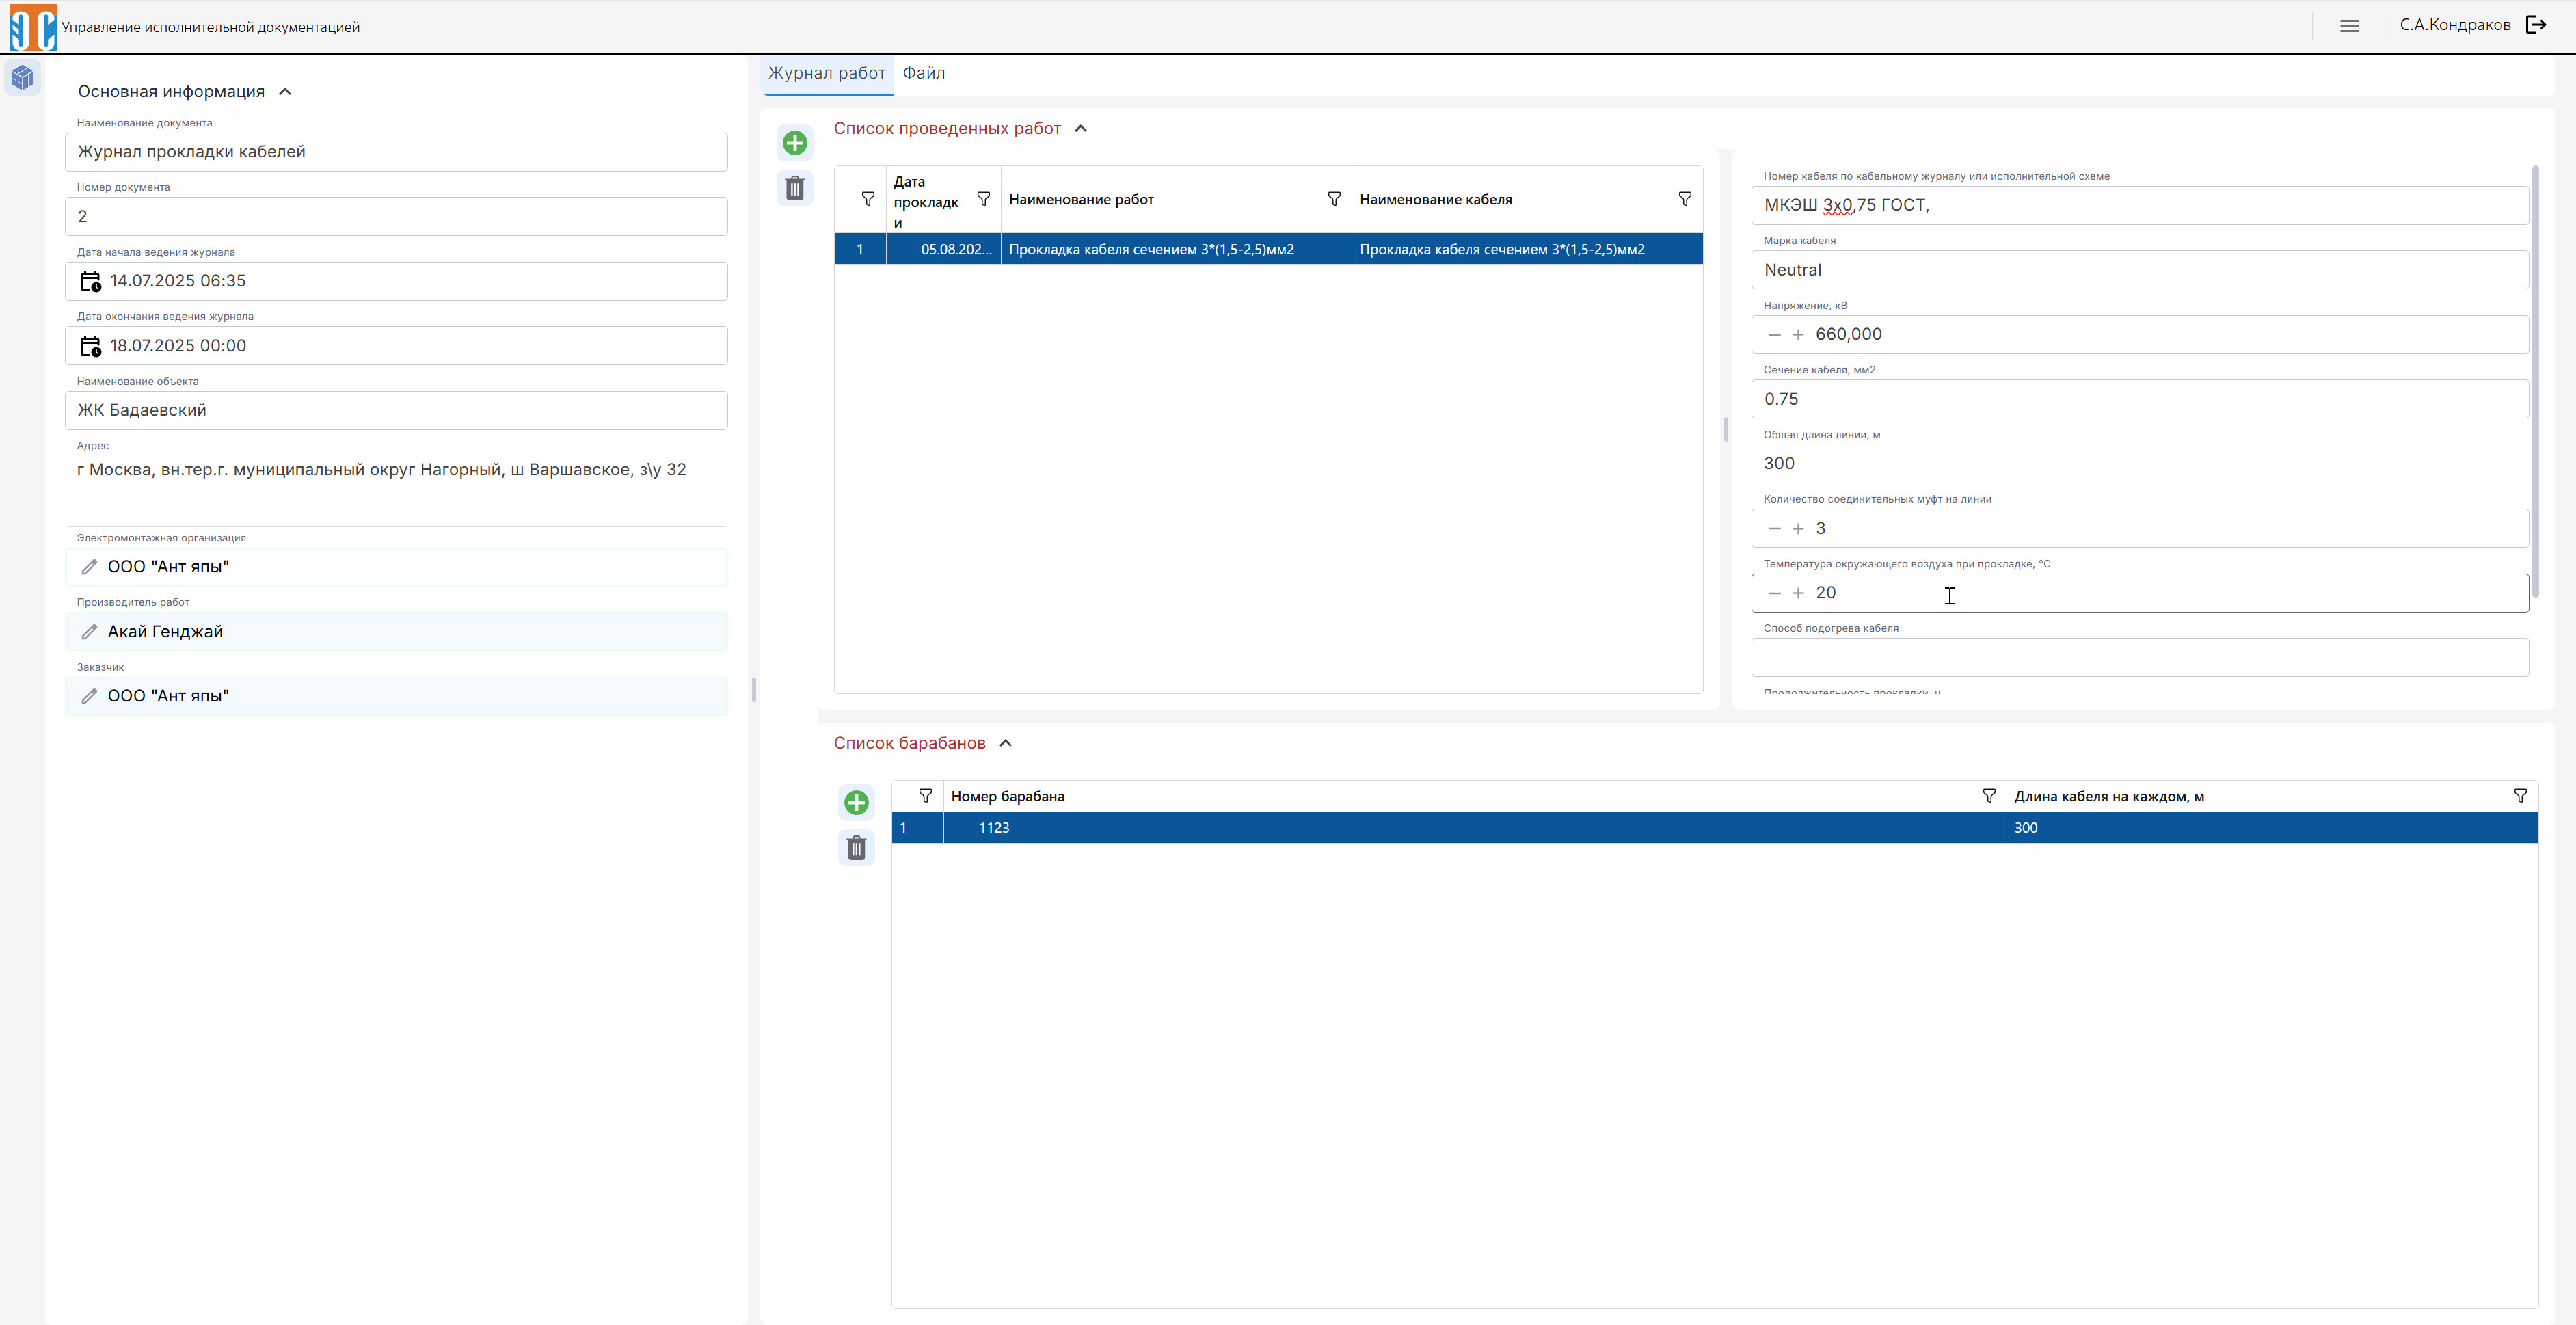 Управление исполнительной документацией
С.А.Кондраков
Основная информация
Наименование документа
Журнал прокладки кабелей
Номер документа
2
Дата начала ведения журнала
14.07.2025 06:35
Дата окончания ведения журнала
18.07.2025 00:00
Наименование объекта
ЖК Бадаевский
Адрес
г Москва, вн.тер.г. муниципальный округ Нагорный, ш Варшавское, з\у 32
Электромонтажная организация
ООО "Ант япы"
Производитель работ
Акай Генджай
Заказчик
ООО "Ант япы"
Журнал работ Файл
Список проведенных работ
Дата
прокладк
и
Наименование работ
Наименование кабеля
1 05.08.202... Прокладка кабеля сечением 3*(1,5-2,5)мм2 Прокладка кабеля сечением 3*(1,5-2,5)мм2
Номер кабеля по кабельному журналу или исполнительной схеме
МКЭШ 3х0,75 ГОСТ,
Марка кабеля
Neutral
Напряжение, кВ
660,000
Сечение кабеля, мм2
0.75
Общая длина линии, м
300
Количество соединительных муфт на линии
3
Температура окружающего воздуха при прокладке, °C
20
Способ подогрева кабеля
Продолжительность прокладки, ч
Список барабанов
Номер барабана Длина кабеля на каждом, м
1 1123 300